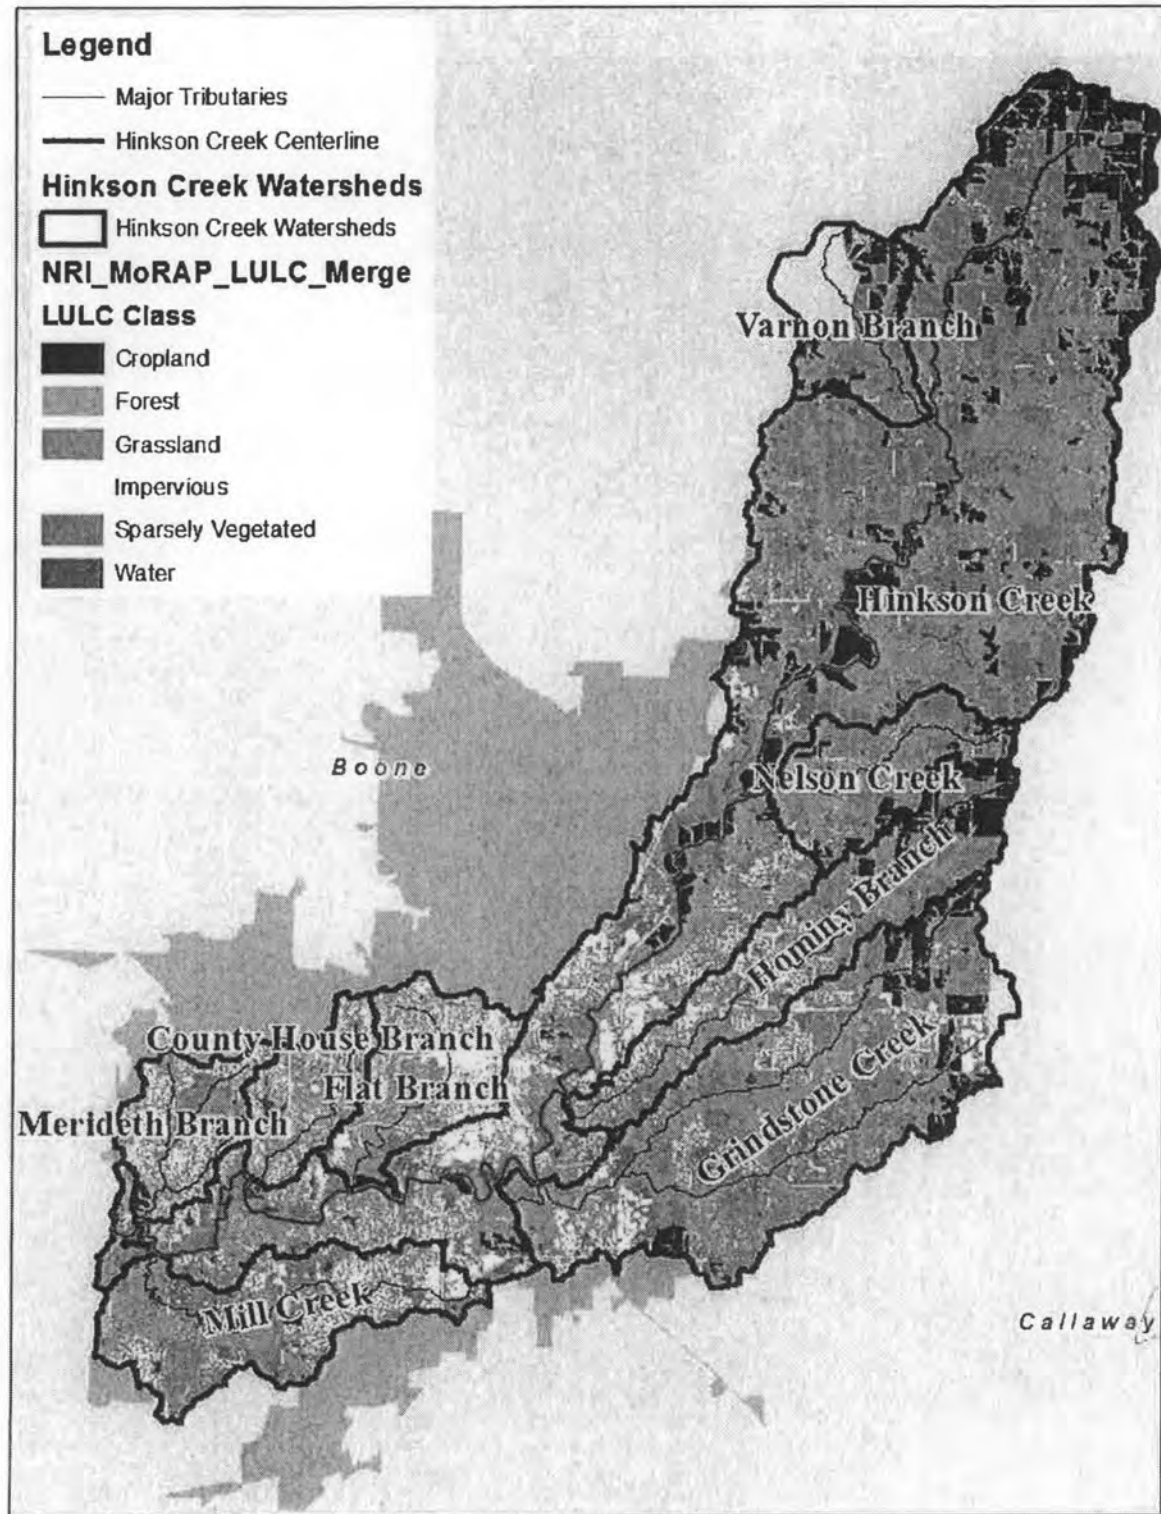 Legend
Major Tributaries
Hinkson Creek Centerline
Hinkson Creek Watersheds
Hinkson Creek Watersheds
NRI_MoRAP_LULC_Merge
LULC Class
Cropland
Forest
Grassland
Impervious
Sparsely Vegetated
Water
Varnon Branch
Hinkson Creek
Boone
Nelson Creek
Hominy Branch
County House Branch
Flat Branch
Merideth Branch
Grindstone Creek
Mill Creek
Callaway